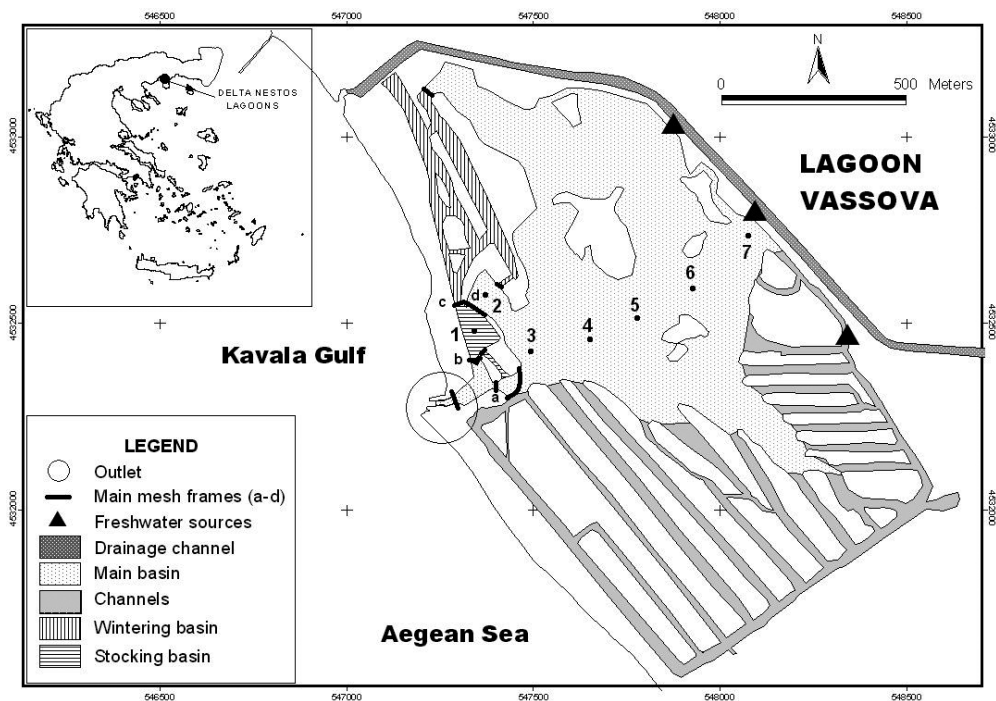 546500
547000
547500
548000
548500
DELTA NESTOS
LAGOONS
N
0 500 Meters
4533000
4533000
LAGOON
VASSOVA
7
6
d
2
c
5
4532500
4532500
1
4
3
Kavala Gulf
b
a
LEGEND
Outlet
Main mesh frames (a-d)
Freshwater sources
Drainage channel
Main basin
Channels
Wintering basin
Stocking basin
4532000
4532000
Aegean Sea
546500
547000
547500
548000
548500